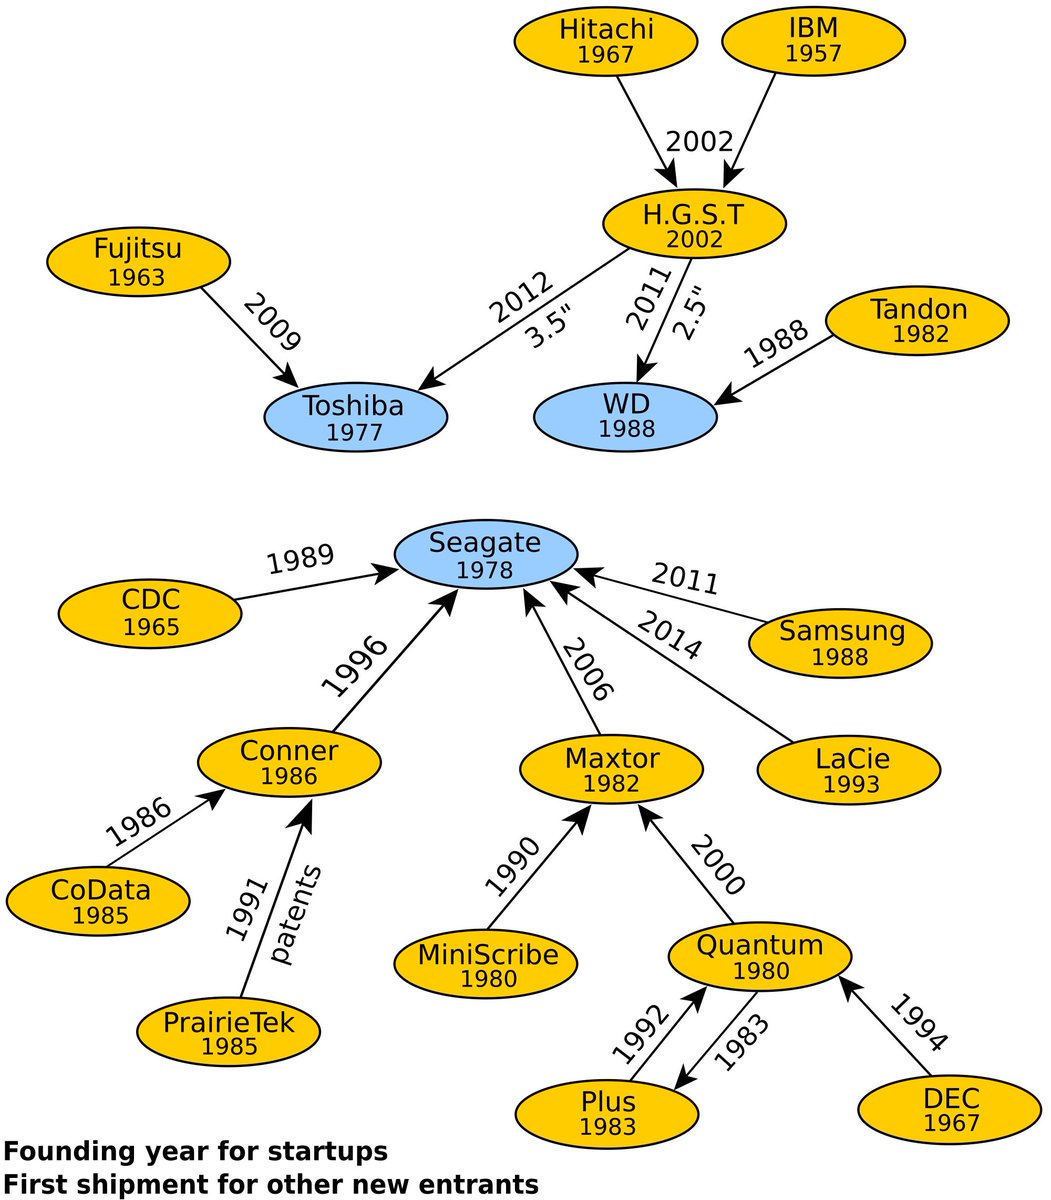 Hitachi
1967
IBM
1957
2002
H.G.S.T
2002
Fujitsu
1963
2009
2012
3.5"
2011
2.5"
Tandon
1982
1988
Toshiba
1977
WD
1988
Seagate
1978
1989
CDC
1965
2011
Samsung
1988
1996
2006
2014
Conner
1986
Maxtor
1982
LaCie
1993
1986
CoData
1985
1991
patents
1990
2000
MiniScribe
1980
Quantum
1980
PrairieTek
1985
1992
1983
1994
Plus
1983
DEC
1967
Founding year for startups
First shipment for other new entrants